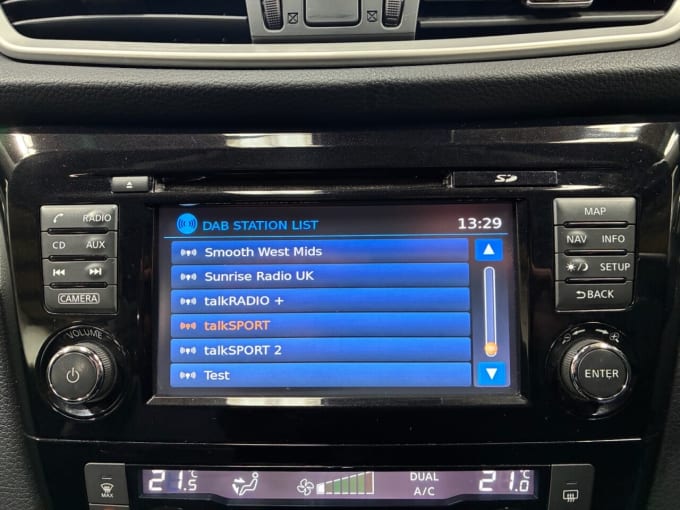 SD
RADIO
CD AUX
CAMERA
VOLUME
DAB STATION LIST 13:29
Smooth West Mids
Sunrise Radio UK
talkRADIO +
talkSPORT
talkSPORT 2
Test
MAP
NAV INFO
SETUP
BACK
ENTER
MAX
21.5°C
DUAL
A/C
21.0°C